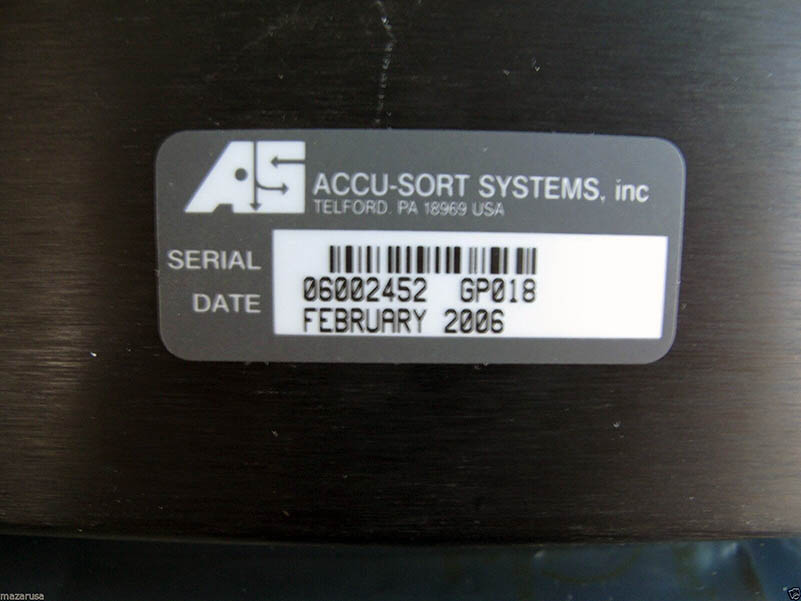 AS
ACCU-SORT SYSTEMS, inc
TELFORD, PA 18969 USA
SERIAL 06002452 GP018
DATE FEBRUARY 2006
mazarusa